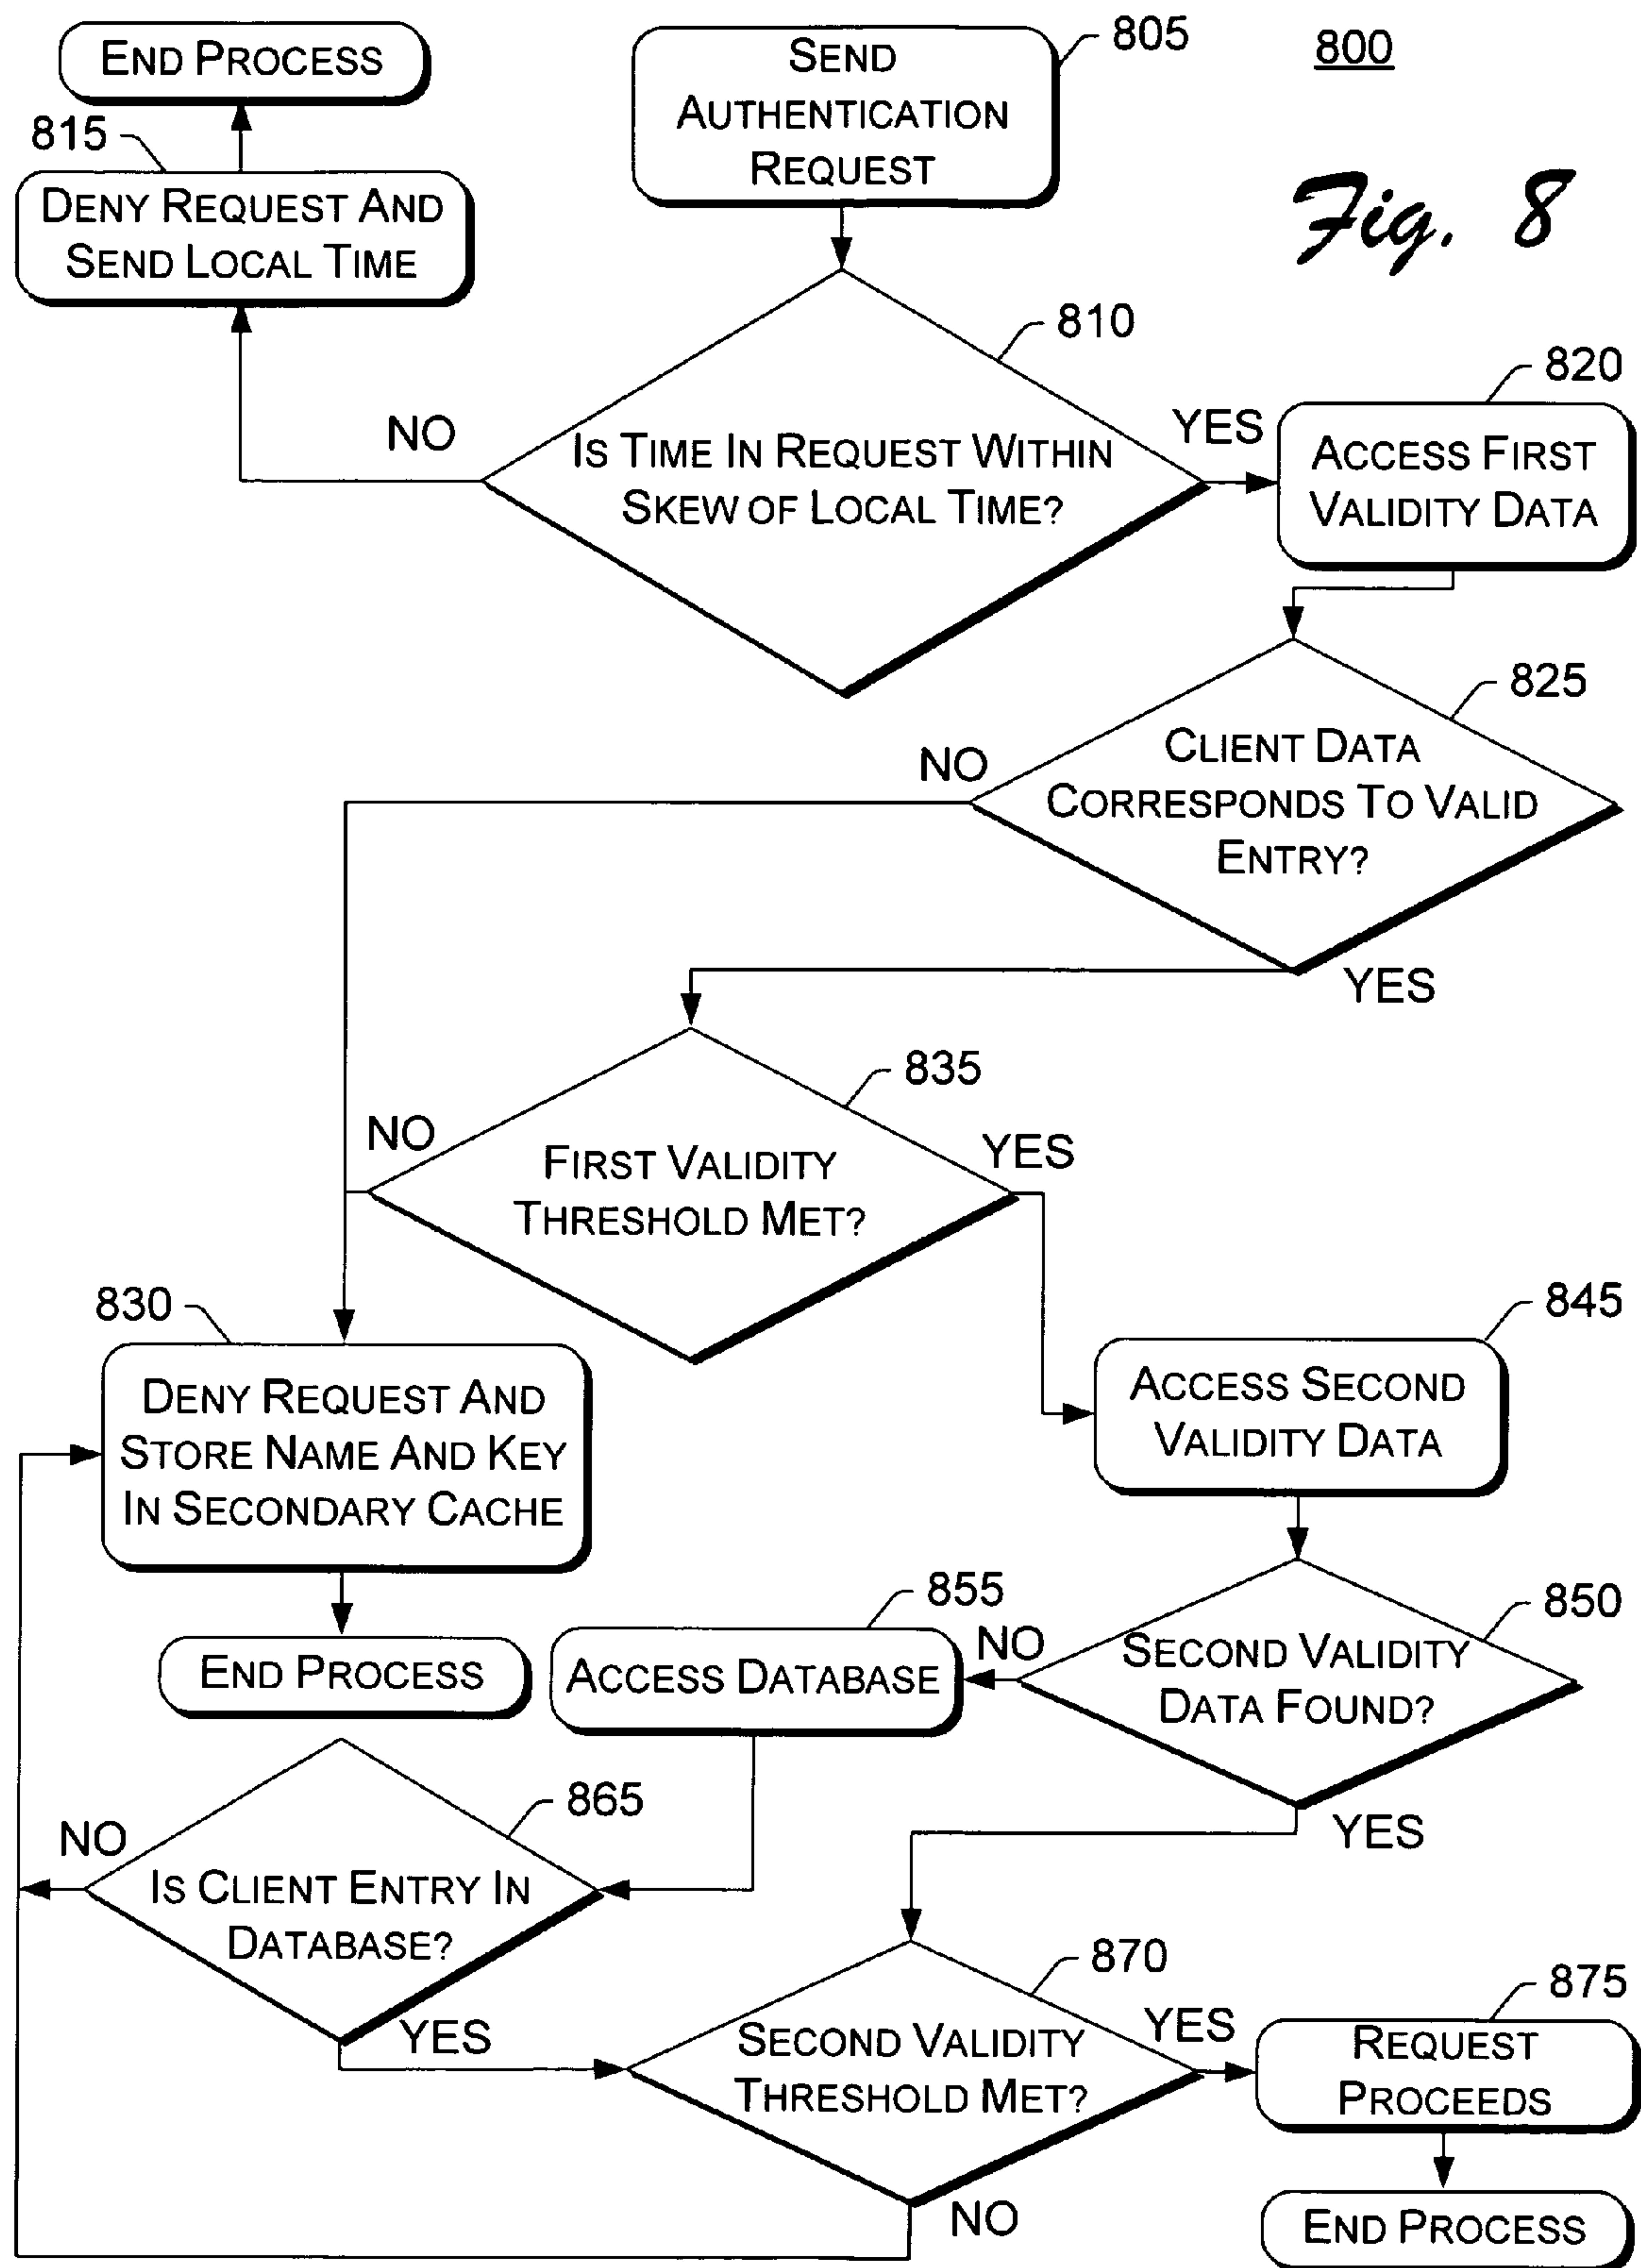 END PROCESS
815
DENY REQUEST AND
SEND LOCAL TIME
SEND
AUTHENTICATION
REQUEST
805
800
Fig. 8
810
IS TIME IN REQUEST WITHIN
SKEW OF LOCAL TIME?
NO
YES
820
ACCESS FIRST
VALIDITY DATA
825
CLIENT DATA
CORRESPONDS TO VALID
ENTRY?
NO
YES
835
FIRST VALIDITY
THRESHOLD MET?
NO
YES
830
DENY REQUEST AND
STORE NAME AND KEY
IN SECONDARY CACHE
END PROCESS
845
ACCESS SECOND
VALIDITY DATA
850
SECOND VALIDITY
DATA FOUND?
NO
YES
855
ACCESS DATABASE
865
IS CLIENT ENTRY IN
DATABASE?
NO
YES
870
SECOND VALIDITY
THRESHOLD MET?
YES
NO
875
REQUEST
PROCEEDS
END PROCESS